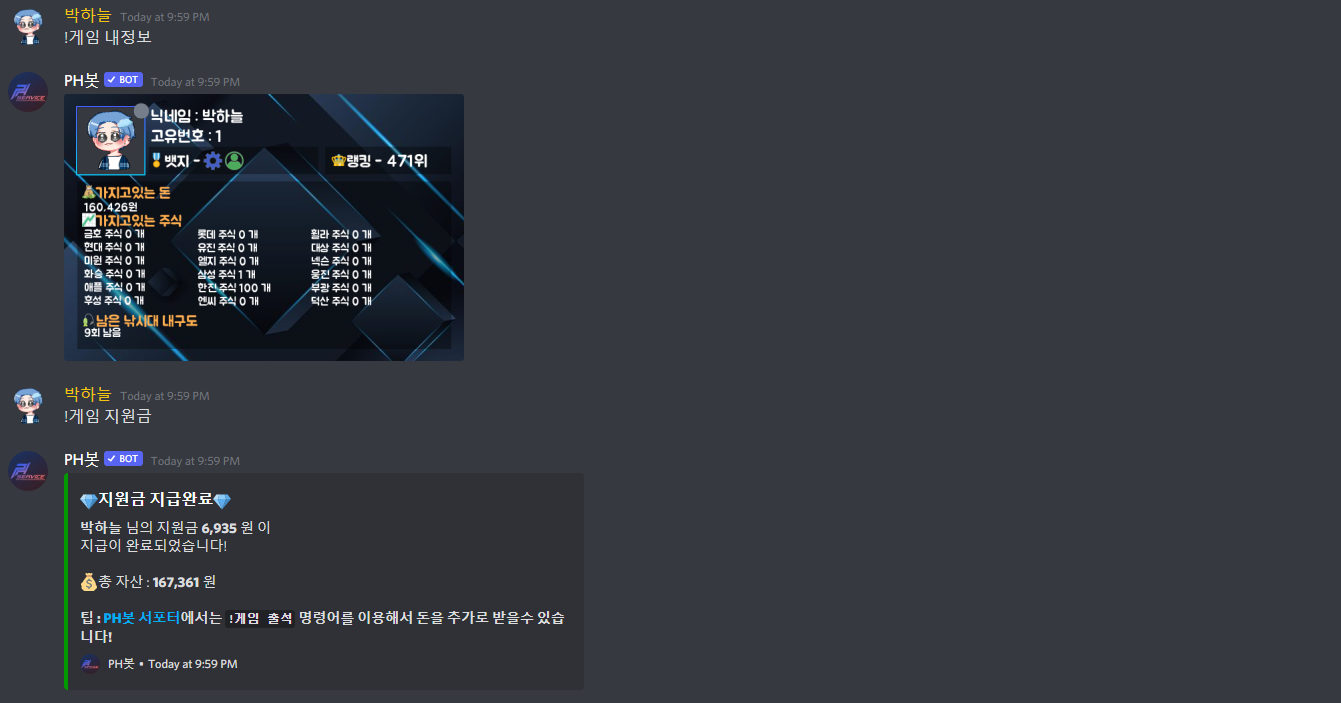 박하늘 Today at 9:59 PM
!게임 내정보
PH봇 BOT Today at 9:59 PM
닉네임 : 박하늘
고유번호 : 1
뱃지 -
랭킹 - 471위
가지고있는 돈
160.426원
가지고있는 주식
금호 주식 0 개 롯데 주식 0 개 휠라 주식 0 개
현대 주식 0 개 유진 주식 0 개 대상 주식 0 개
미원 주식 0 개 엘지 주식 0 개 넥슨 주식 0 개
화승 주식 0 개 삼성 주식 1 개 웅진 주식 0 개
애플 주식 0 개 한진 주식 100 개 부광 주식 0 개
후성 주식 0 개 엔씨 주식 0 개 덕산 주식 0 개
남은 낚시대 내구도
9회 남음
박하늘 Today at 9:59 PM
!게임 지원금
PH봇 BOT Today at 9:59 PM
지원금 지급완료
박하늘 님의 지원금 6,935 원 이
지급이 완료되었습니다!
총 자산 : 167,361 원
팁 : PH봇 서포터에서는 !게임 출석 명령어를 이용해서 돈을 추가로 받을수 있습
니다!
PH봇 • Today at 9:59 PM